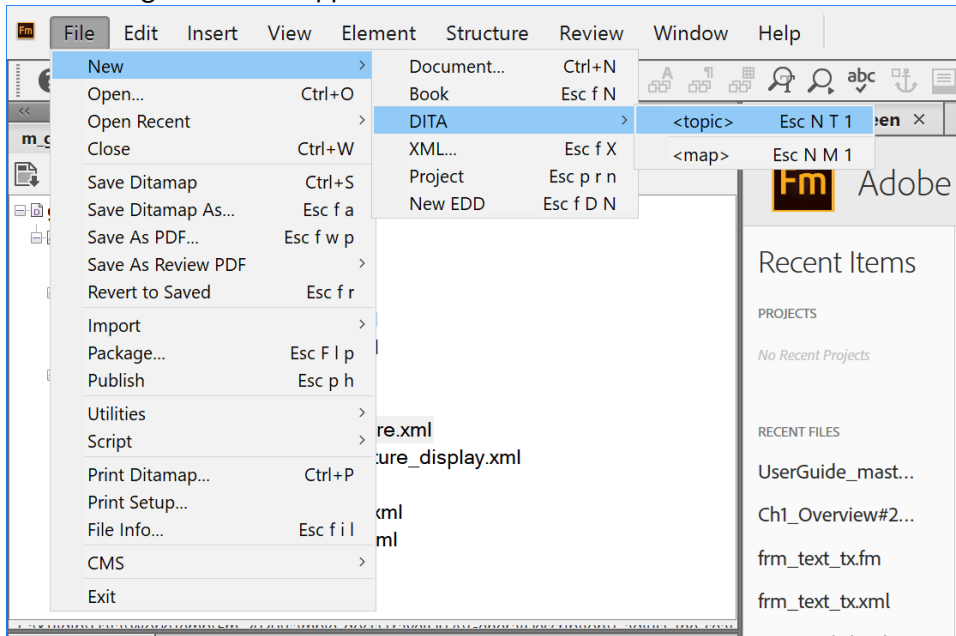 Fm File Edit Insert View Element Structure Review Window Help
New
Open... Ctrl+O
Open Recent
Close Ctrl+W
Save Ditamap Ctrl+S
Save Ditamap As... Esc f a
Save As PDF... Esc f w p
Save As Review PDF
Revert to Saved Esc f r
Import
Package... Esc F l p
Publish Esc p h
Utilities
Script
Print Ditamap... Ctrl+P
Print Setup...
File Info... Esc f i l
CMS
Exit
Document... Ctrl+N
Book Esc f N
DITA
XML... Esc f X
Project Esc p r n
New EDD Esc f D N
<topic> Esc N T 1
<map> Esc N M 1
een ×
m_g
re.xml
ture_display.xml
xml
ml
Fm Adobe
Recent Items
PROJECTS
No Recent Projects
RECENT FILES
UserGuide_mast...
Ch1_Overview#2...
frm_text_tx.fm
frm_text_tx.xml